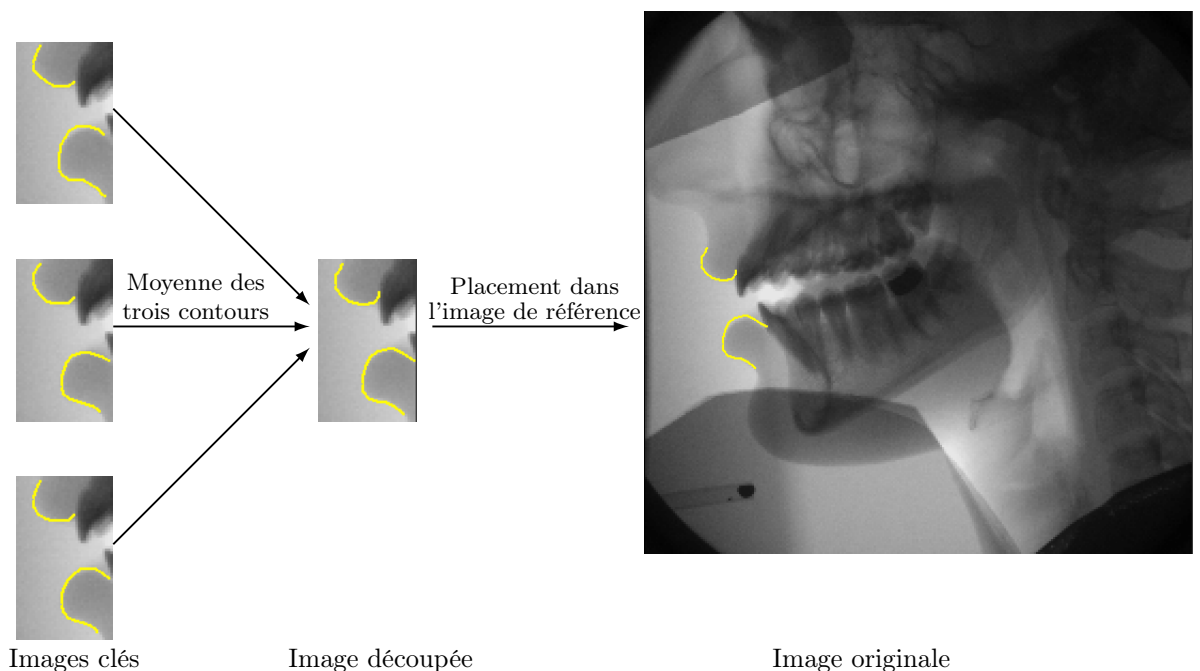 Moyenne des
trois contours
Placement dans
l'image de référence
Images clés
Image découpée
Image originale